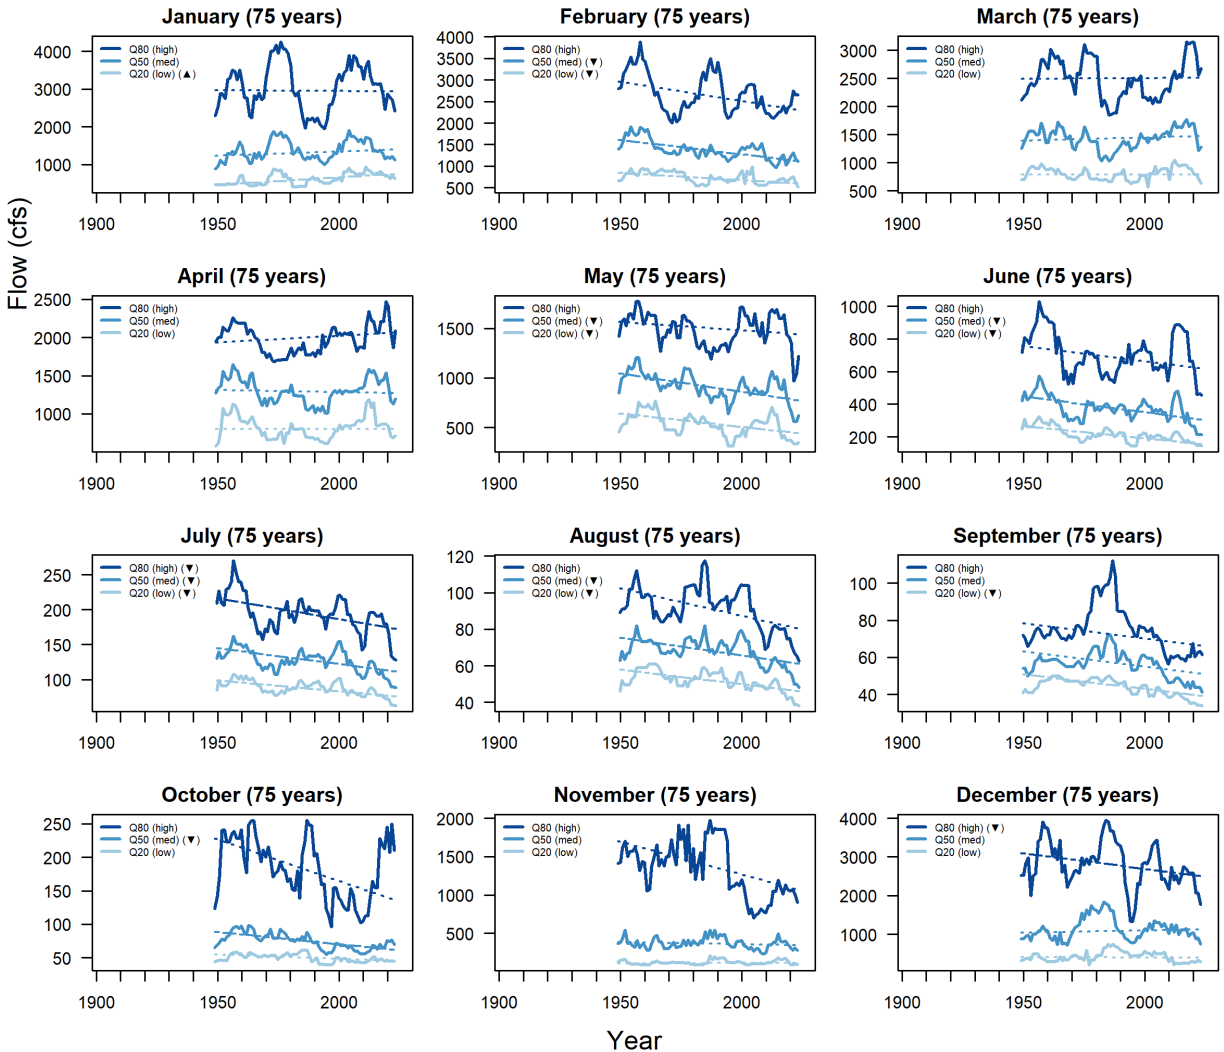 January (75 years)
Q80 (high)
Q50 (med)
Q20 (low) (▲)
4000
3000
2000
1000
1900
1950
2000
February (75 years)
Q80 (high)
Q50 (med) (▼)
Q20 (low) (▼)
4000
3500
3000
2500
2000
1500
1000
500
1900
1950
2000
March (75 years)
Q80 (high)
Q50 (med)
Q20 (low)
3000
2500
2000
1500
1000
500
1900
1950
2000
Flow (cfs)
April (75 years)
Q80 (high)
Q50 (med)
Q20 (low)
2500
2000
1500
1000
1900
1950
2000
May (75 years)
Q80 (high)
Q50 (med) (▼)
Q20 (low) (▼)
1500
1000
500
1900
1950
2000
June (75 years)
Q80 (high)
Q50 (med) (▼)
Q20 (low) (▼)
1000
800
600
400
200
1900
1950
2000
July (75 years)
Q80 (high) (▼)
Q50 (med) (▼)
Q20 (low) (▼)
250
200
150
100
1900
1950
2000
August (75 years)
Q80 (high)
Q50 (med) (▼)
Q20 (low) (▼)
120
100
80
60
40
1900
1950
2000
September (75 years)
Q80 (high)
Q50 (med)
Q20 (low) (▼)
100
80
60
40
1900
1950
2000
October (75 years)
Q80 (high)
Q50 (med) (▼)
Q20 (low)
250
200
150
100
50
1900
1950
2000
November (75 years)
Q80 (high)
Q50 (med)
Q20 (low)
2000
1500
1000
500
1900
1950
2000
December (75 years)
Q80 (high) (▼)
Q50 (med)
Q20 (low)
4000
3000
2000
1000
1900
1950
2000
Year